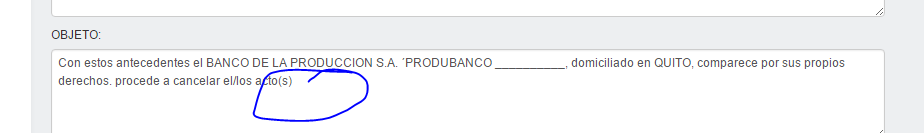 OBJETO:
Con estos antecedentes el BANCO DE LA PRODUCCION S.A. ´PRODUBANCO __________, domiciliado en QUITO, comparece por sus propios
derechos. procede a cancelar el/los acto(s)